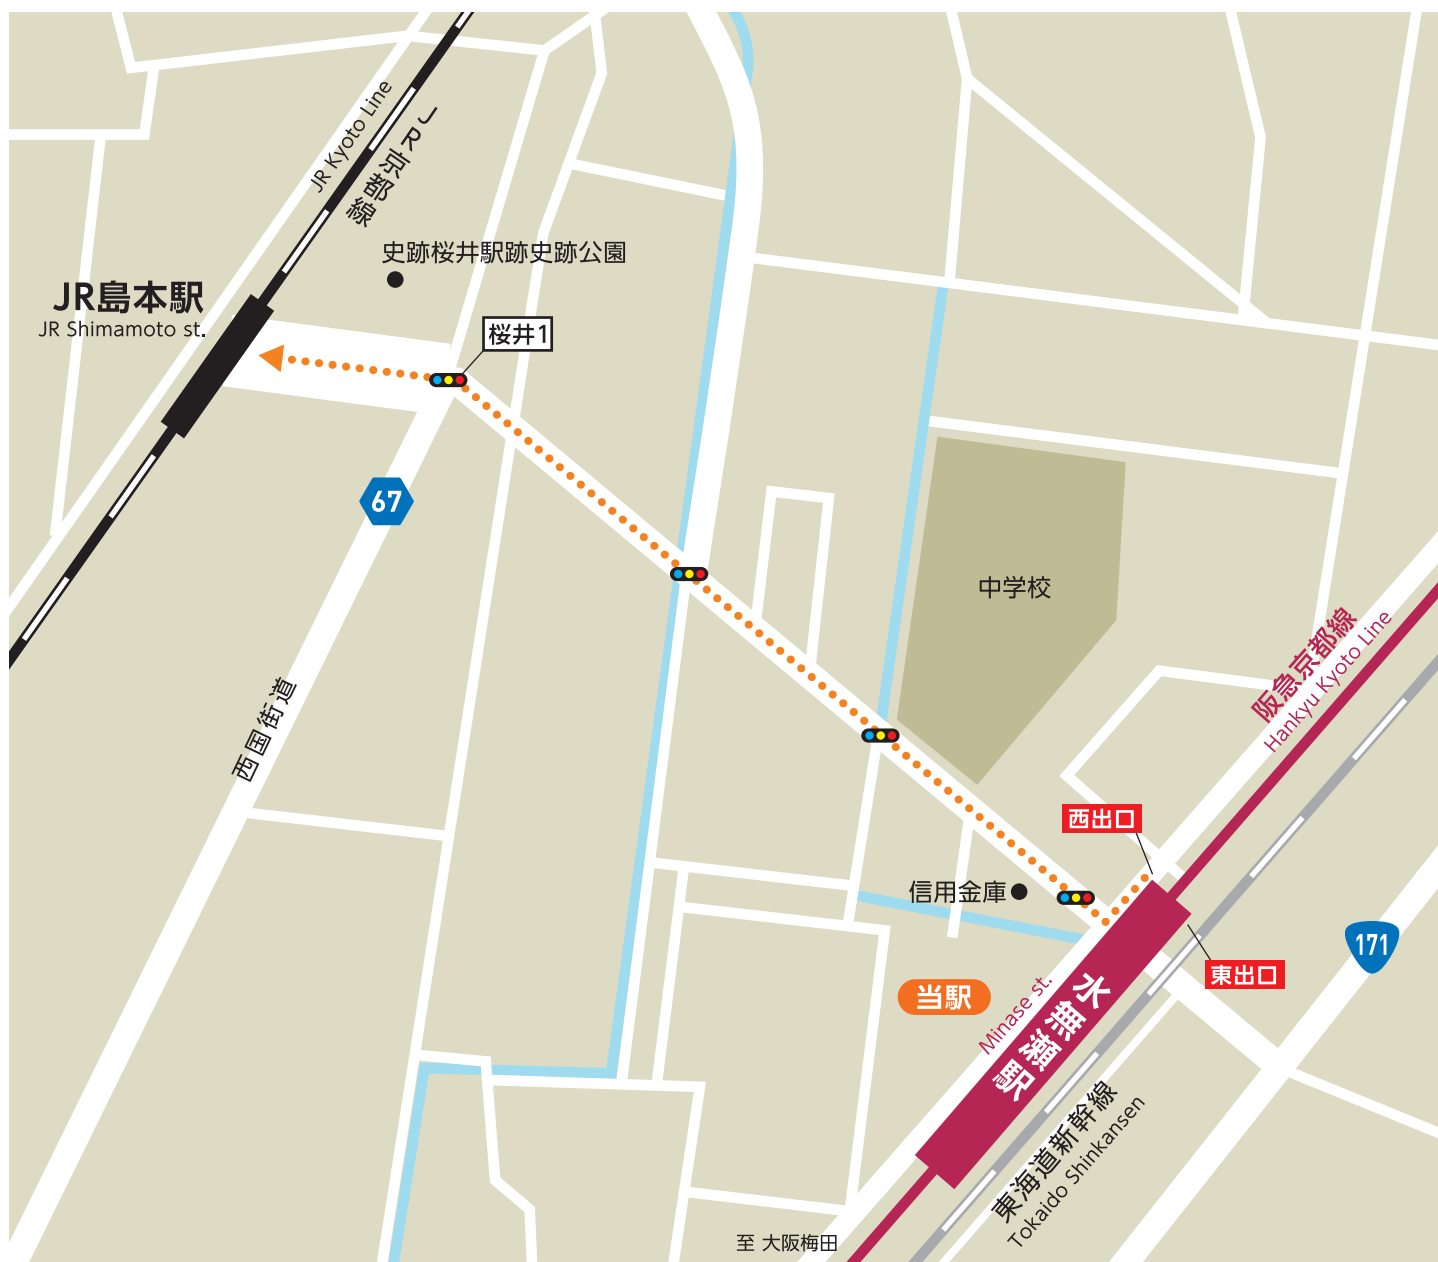 JR Kyoto Line
JR京都線
史跡桜井駅跡史跡公園
JR島本駅
JR Shimamoto st.
桜井1
67
中学校
阪急京都線
Hankyu Kyoto Line
西国街道
西出口
信用金庫
171
東出口
当駅
Minase st.
水無瀬駅
東海道新幹線
Tokaido Shinkansen
至 大阪梅田